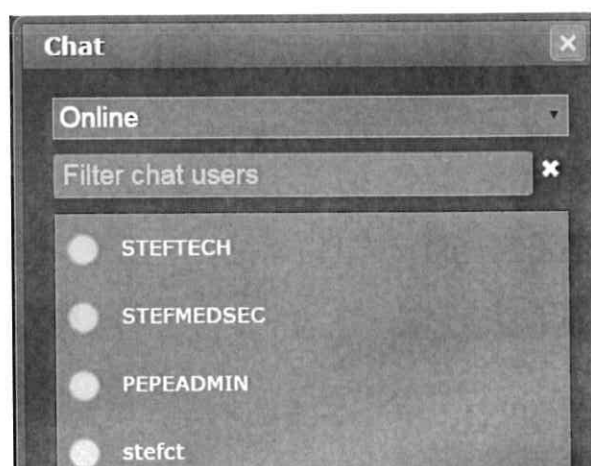 Chat
Online
Filter chat users
STEFTECH
STEFMEDSEC
PEPEADMIN
stefct